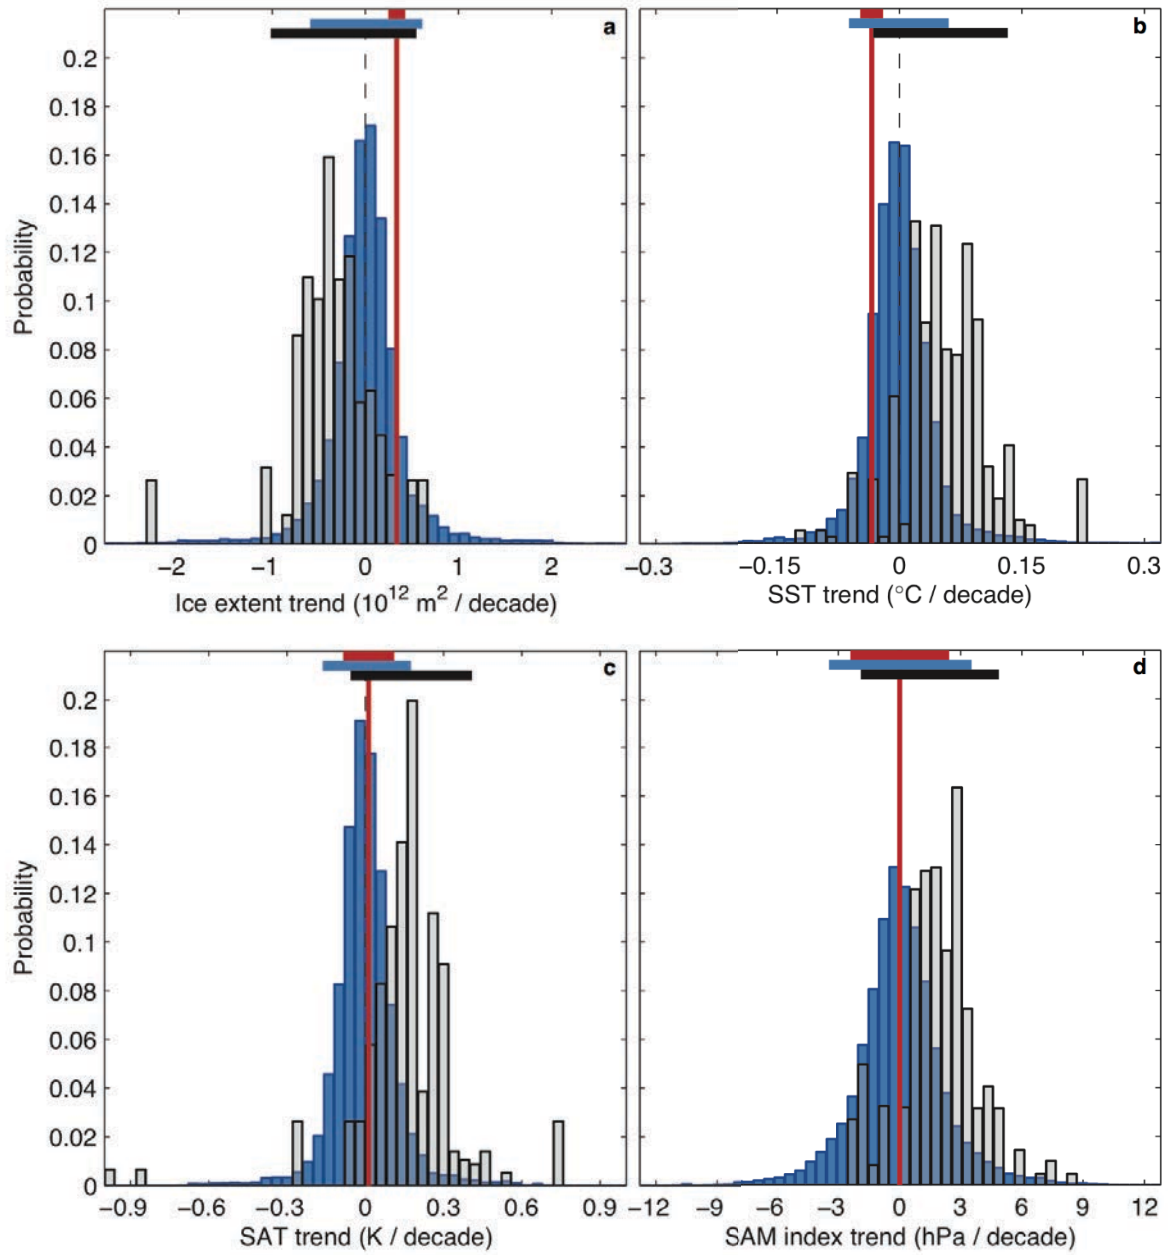 a
b
0.2
0.18
0.16
0.14
0.12
0.1
0.08
0.06
0.04
0.02
0
Probability
−2 −1 0 1 2
Ice extent trend (10¹² m² / decade)
−0.3 −0.15 0 0.15 0.3
SST trend (°C / decade)
c
d
0.2
0.18
0.16
0.14
0.12
0.1
0.08
0.06
0.04
0.02
0
Probability
−0.9 −0.6 −0.3 0 0.3 0.6 0.9
SAT trend (K / decade)
−12 −9 −6 −3 0 3 6 9 12
SAM index trend (hPa / decade)